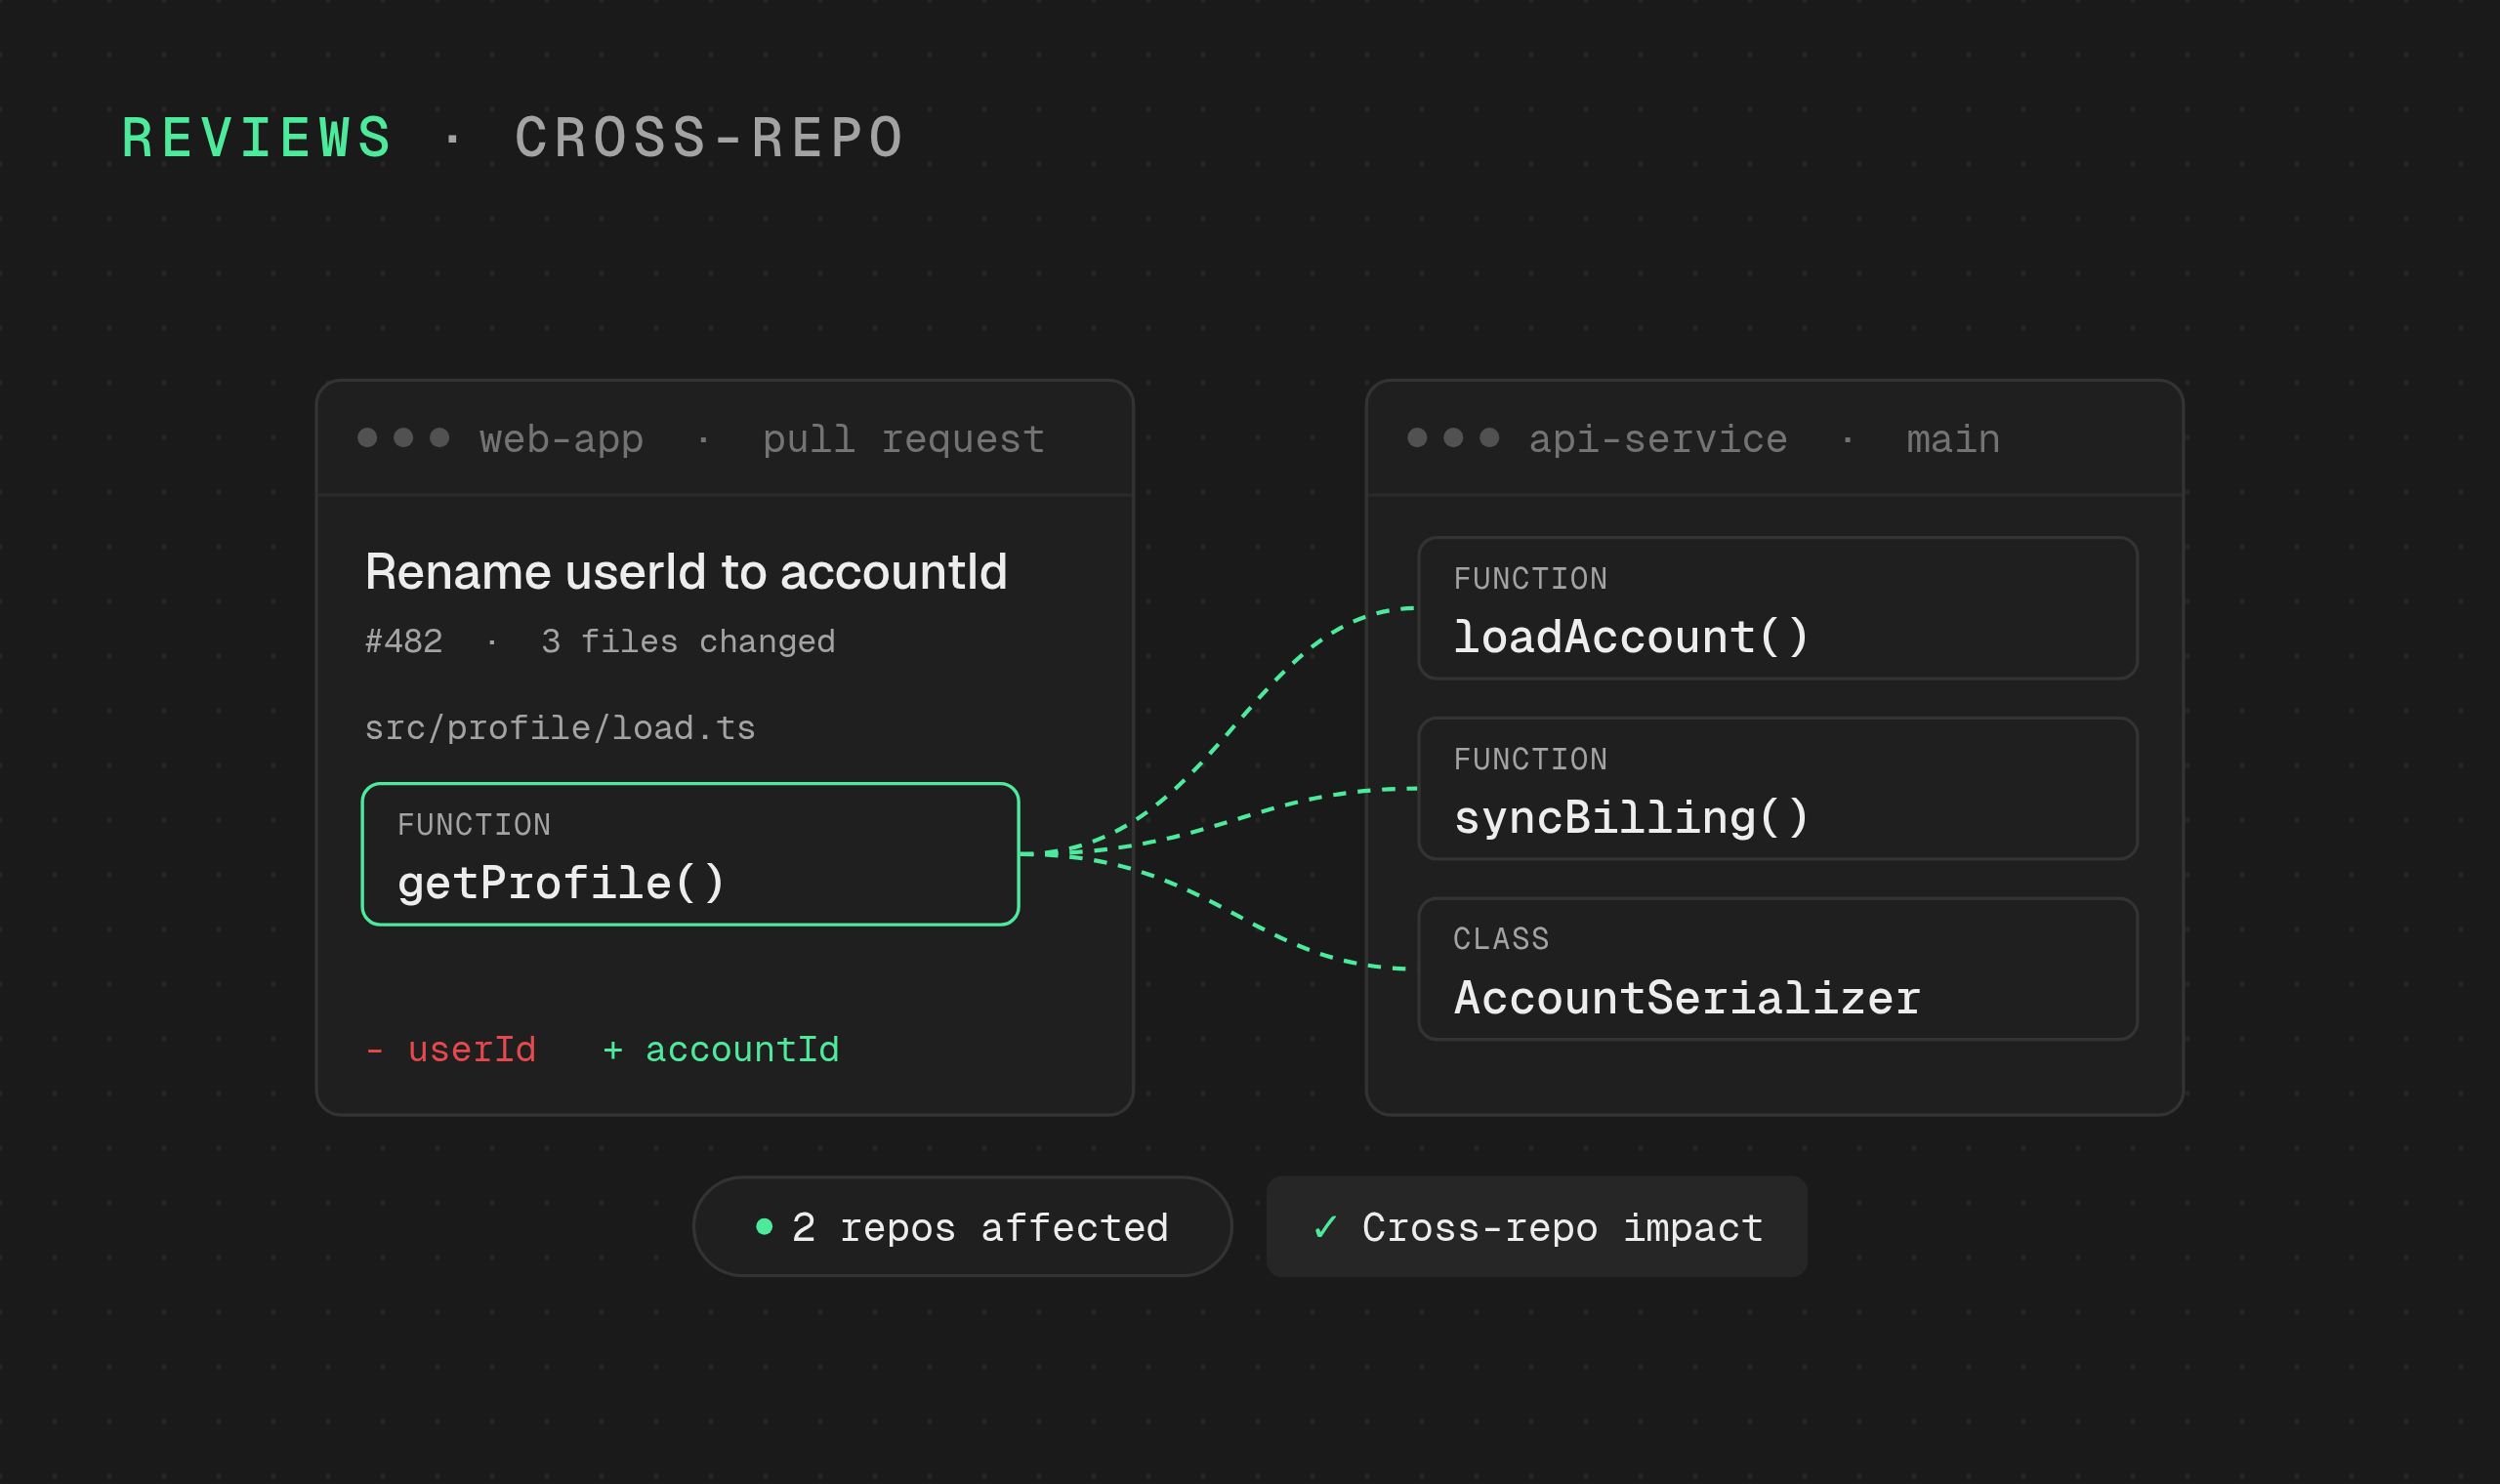 REVIEWS · CROSS-REPO
web-app · pull request
Rename userId to accountId
#482 · 3 files changed
src/profile/load.ts
FUNCTION
getProfile()
- userId + accountId
api-service · main
FUNCTION
loadAccount()
FUNCTION
syncBilling()
CLASS
AccountSerializer
2 repos affected
✓ Cross-repo impact